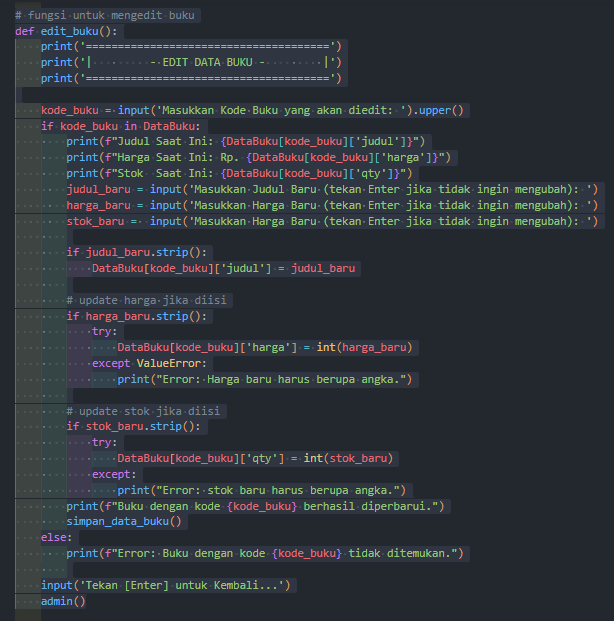 # fungsi untuk mengedit buku
def edit_buku():
    print('======================================')
    print('|         - EDIT DATA BUKU -         |')
    print('======================================')
    kode_buku = input('Masukkan Kode Buku yang akan diedit: ').upper()
    if kode_buku in DataBuku:
        print(f"Judul Saat Ini: {DataBuku[kode_buku]['judul']}")
        print(f"Harga Saat Ini: Rp. {DataBuku[kode_buku]['harga']}")
        print(f"Stok  Saat Ini: {DataBuku[kode_buku]['qty']}")
        judul_baru = input('Masukkan Judul Baru (tekan Enter jika tidak ingin mengubah): ')
        harga_baru = input('Masukkan Harga Baru (tekan Enter jika tidak ingin mengubah): ')
        stok_baru =  input('Masukkan Harga Baru (tekan Enter jika tidak ingin mengubah): ')
        if judul_baru.strip():
            DataBuku[kode_buku]['judul'] = judul_baru
        # update harga jika diisi
        if harga_baru.strip():
            try:
                DataBuku[kode_buku]['harga'] = int(harga_baru)
            except ValueError:
                print("Error: Harga baru harus berupa angka.")
        # update stok jika diisi
        if stok_baru.strip():
            try:
                DataBuku[kode_buku]['qty'] = int(stok_baru)
            except:
                print("Error: stok baru harus berupa angka.")
        print(f"Buku dengan kode {kode_buku} berhasil diperbarui.")
        simpan_data_buku()
    else:
        print(f"Error: Buku dengan kode {kode_buku} tidak ditemukan.")
    input('Tekan [Enter] untuk Kembali...')
    admin()